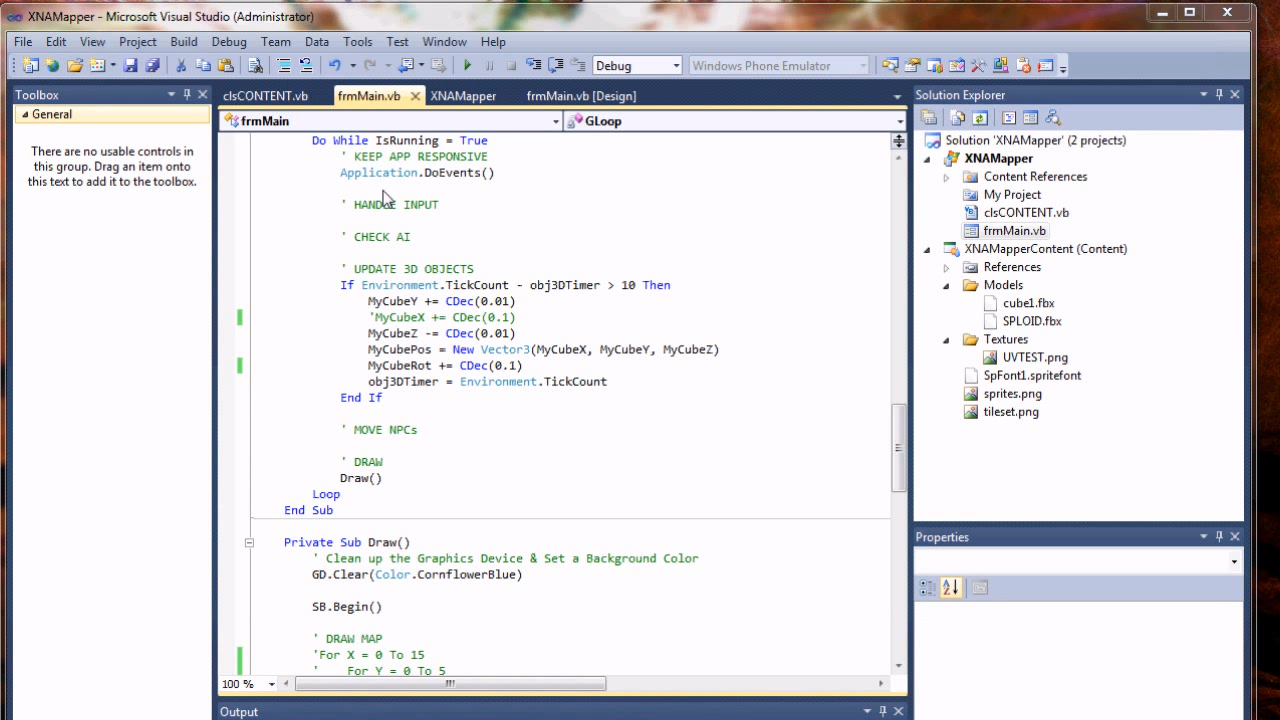 XNAMapper - Microsoft Visual Studio (Administrator)
File Edit View Project Build Debug Team Data Tools Test Window Help
Debug
Windows Phone Emulator
Toolbox
General
There are no usable controls in
this group. Drag an item onto
this text to add it to the toolbox.
clsCONTENT.vb frmMain.vb XNAMapper frmMain.vb [Design]
frmMain GLoop
Do While IsRunning = True
' KEEP APP RESPONSIVE
Application.DoEvents()
' HANDLE INPUT
' CHECK AI
' UPDATE 3D OBJECTS
If Environment.TickCount - obj3DTimer > 10 Then
MyCubeY += CDec(0.01)
'MyCubeX += CDec(0.1)
MyCubeZ -= CDec(0.01)
MyCubePos = New Vector3(MyCubeX, MyCubeY, MyCubeZ)
MyCubeRot += CDec(0.1)
obj3DTimer = Environment.TickCount
End If
' MOVE NPCs
' DRAW
Draw()
Loop
End Sub
Private Sub Draw()
' Clean up the Graphics Device & Set a Background Color
GD.Clear(Color.CornflowerBlue)
SB.Begin()
' DRAW MAP
'For X = 0 To 15
' For Y = 0 To 5
100 %
Output
Solution Explorer
Solution 'XNAMapper' (2 projects)
XNAMapper
Content References
My Project
clsCONTENT.vb
frmMain.vb
XNAMapperContent (Content)
References
Models
cube1.fbx
SPLOID.fbx
Textures
UVTEST.png
SpFont1.spritefont
sprites.png
tileset.png
Properties